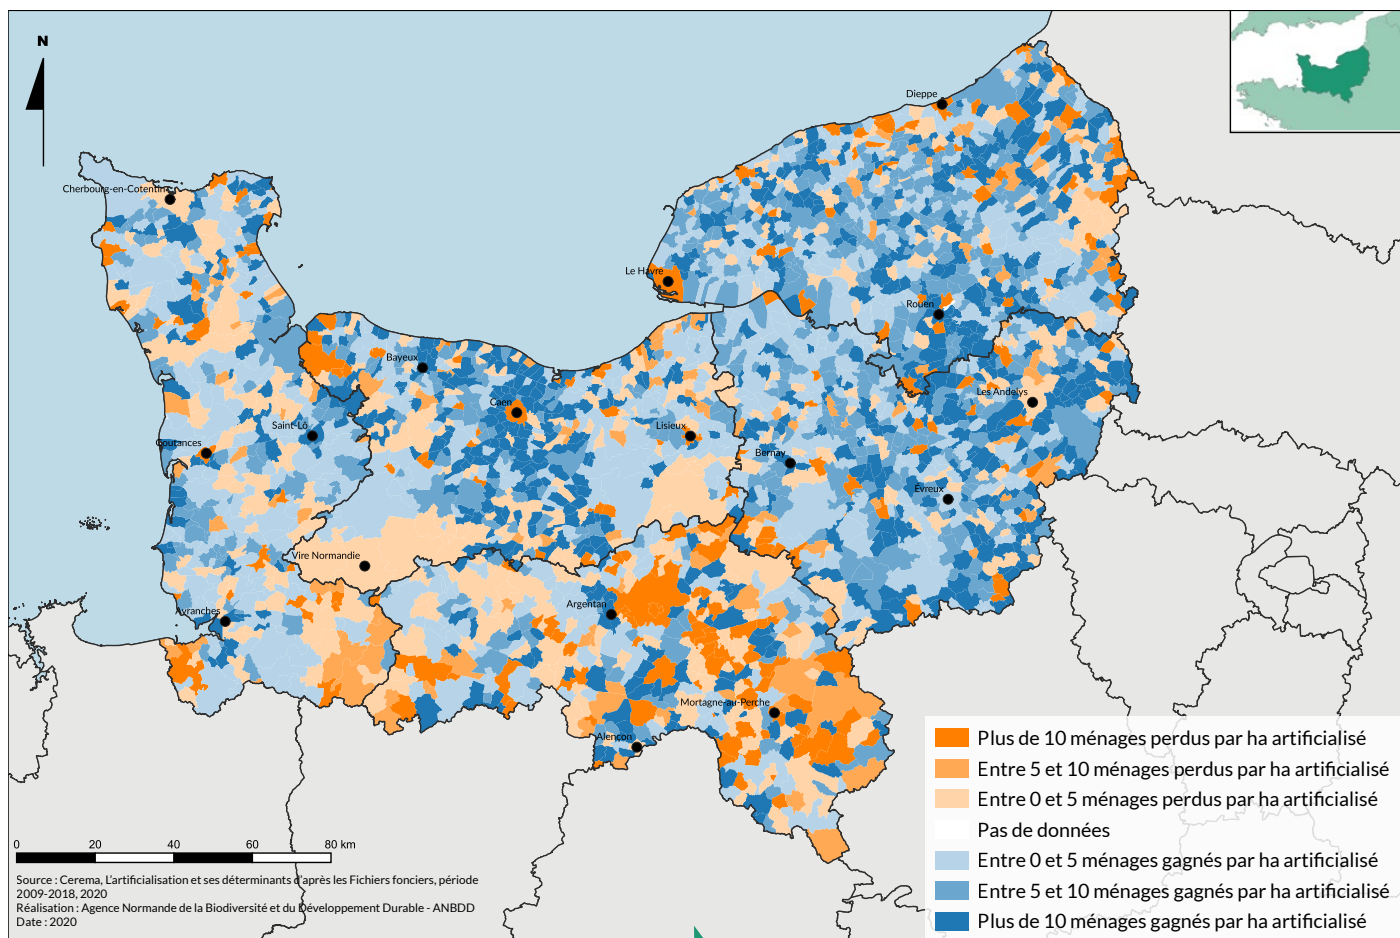 N
Dieppe
Cherbourg-en-Cotentin
Le Havre
Rouen
Bayeux
Les Andelys
Caen
Saint-Lô
Lisieux
Coutances
Bernay
Évreux
Vire Normandie
Argentan
Avranches
Mortagne-au-Perche
Alençon
Plus de 10 ménages perdus par ha artificialisé
Entre 5 et 10 ménages perdus par ha artificialisé
Entre 0 et 5 ménages perdus par ha artificialisé
Pas de données
Entre 0 et 5 ménages gagnés par ha artificialisé
Entre 5 et 10 ménages gagnés par ha artificialisé
Plus de 10 ménages gagnés par ha artificialisé
0 20 40 60 80 km
Source : Cerema, L'artificialisation et ses déterminants d'après les Fichiers fonciers, période
2009-2018, 2020
Réalisation : Agence Normande de la Biodiversité et du Développement Durable - ANBDD
Date : 2020